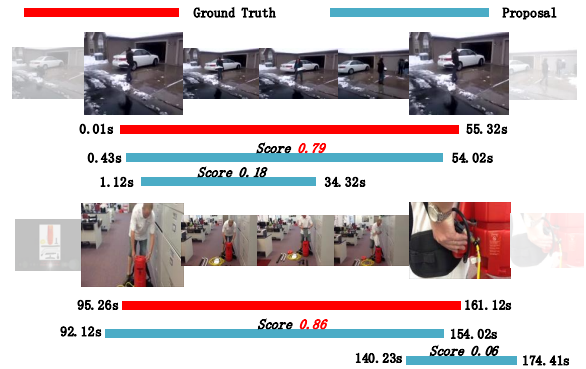 Ground Truth Proposal
0.01s 55.32s
Score 0.79
0.43s 54.02s
Score 0.18
1.12s 34.32s
95.26s 161.12s
Score 0.86
92.12s 154.02s
Score 0.06
140.23s 174.41s